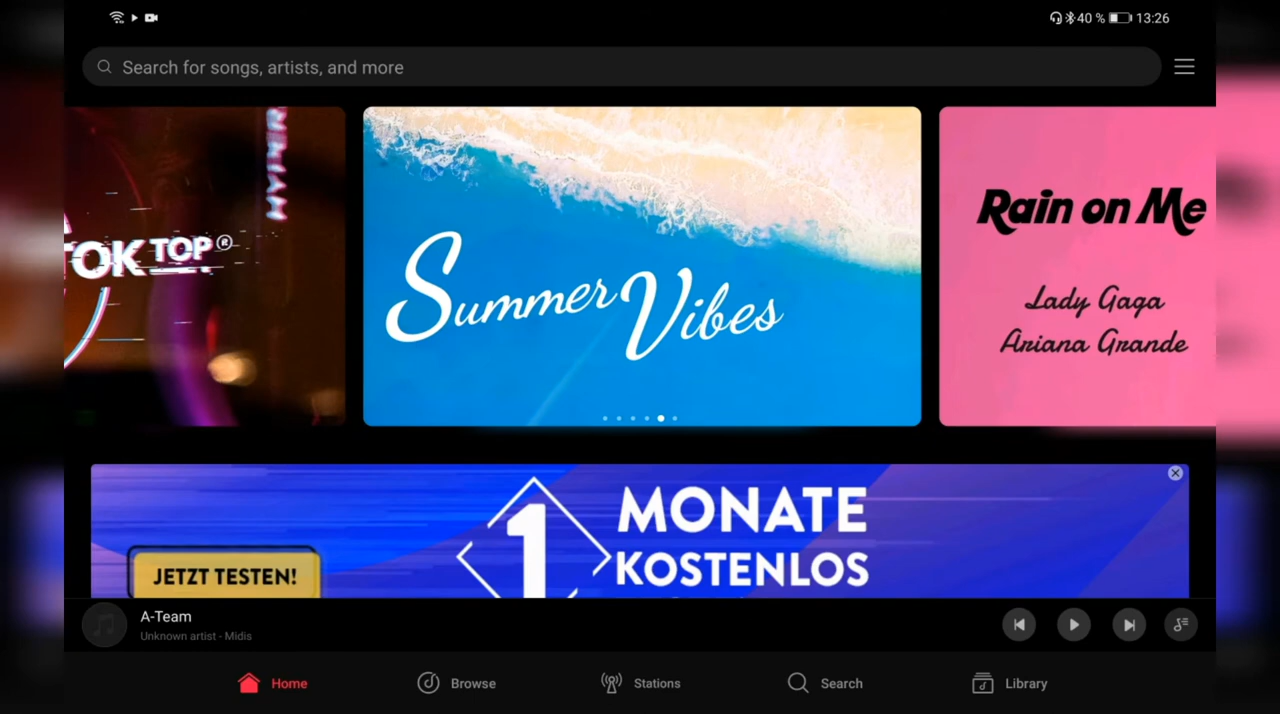 40 % 13:26
Search for songs, artists, and more
TOP®
Summer Vibes
Rain on Me
Lady Gaga
Ariana Grande
1 MONATE
KOSTENLOS
JETZT TESTEN!
A-Team
Unknown artist - Midis
Home
Browse
Stations
Search
Library